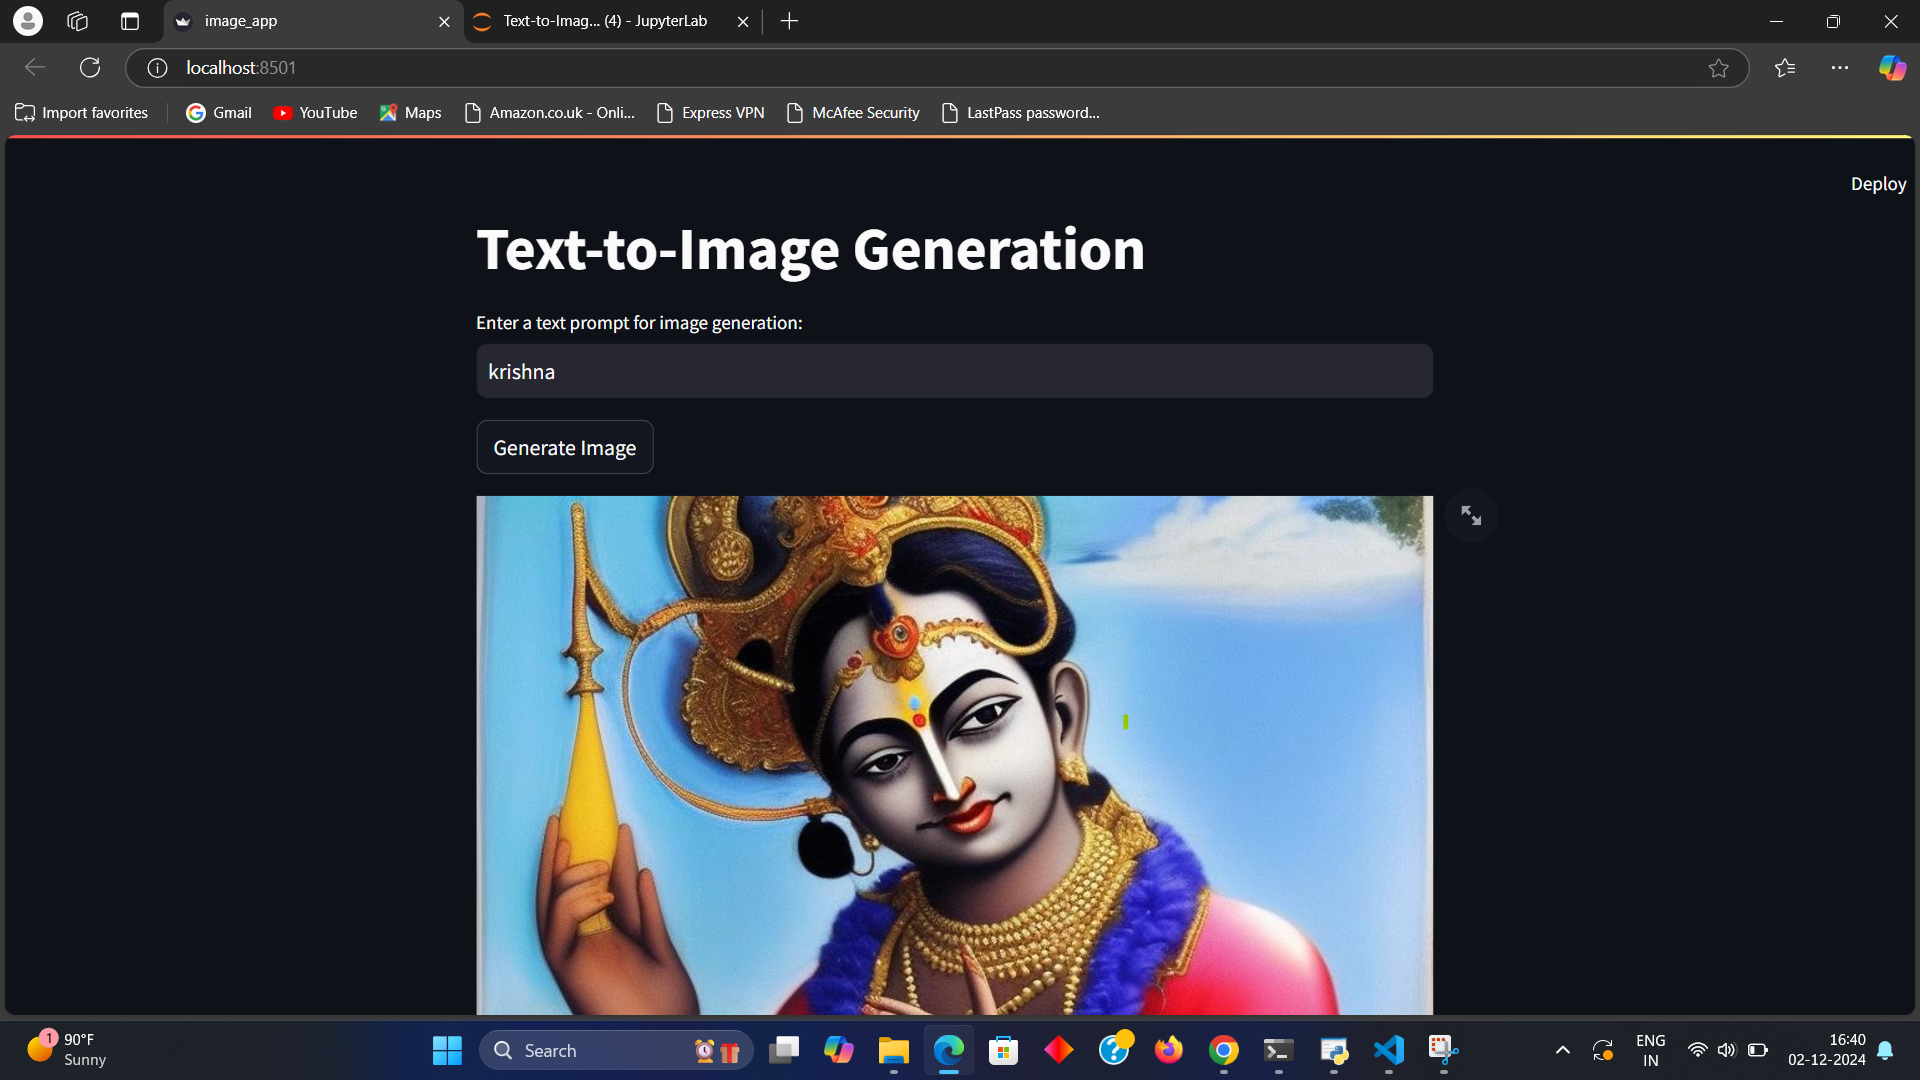 image_app
Text-to-Imag... (4) - JupyterLab
localhost:8501
Import favorites
Gmail
YouTube
Maps
Amazon.co.uk - Onli...
Express VPN
McAfee Security
LastPass password...
Deploy
Text-to-Image Generation
Enter a text prompt for image generation:
krishna
Generate Image
1
90°F
Sunny
Search
ENG
IN
16:40
02-12-2024